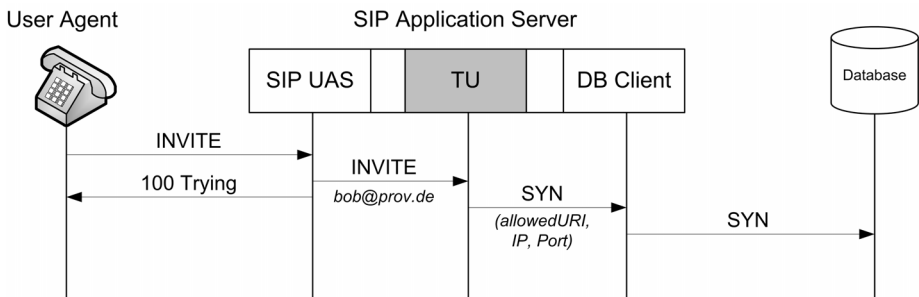 User Agent
SIP Application Server
SIP UAS
TU
DB Client
Database
INVITE
100 Trying
INVITE
bob@prov.de
SYN
(allowedURI,
IP, Port)
SYN